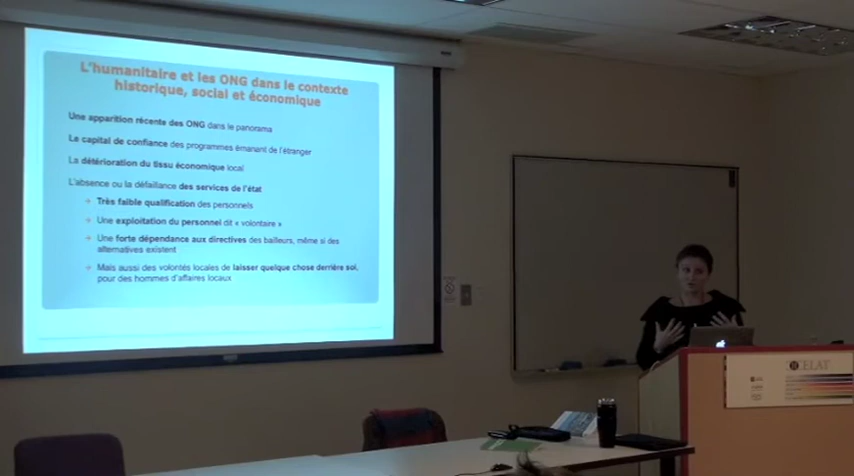 L'humanitaire et les ONG dans le contexte
historique, social et économique
Une apparition récente des ONG dans le panorama
Le capital de confiance des programmes émanant de l'étranger
La détérioration du tissu économique local
L'absence ou la défaillance des services de l'état
Très faible qualification des personnels
Une exploitation du personnel dit « volontaire »
Une forte dépendance aux directives des bailleurs, même si des
alternatives existent
Mais aussi des volontés locales de laisser quelque chose derrière soi,
pour des hommes d'affaires locaux
CELAT